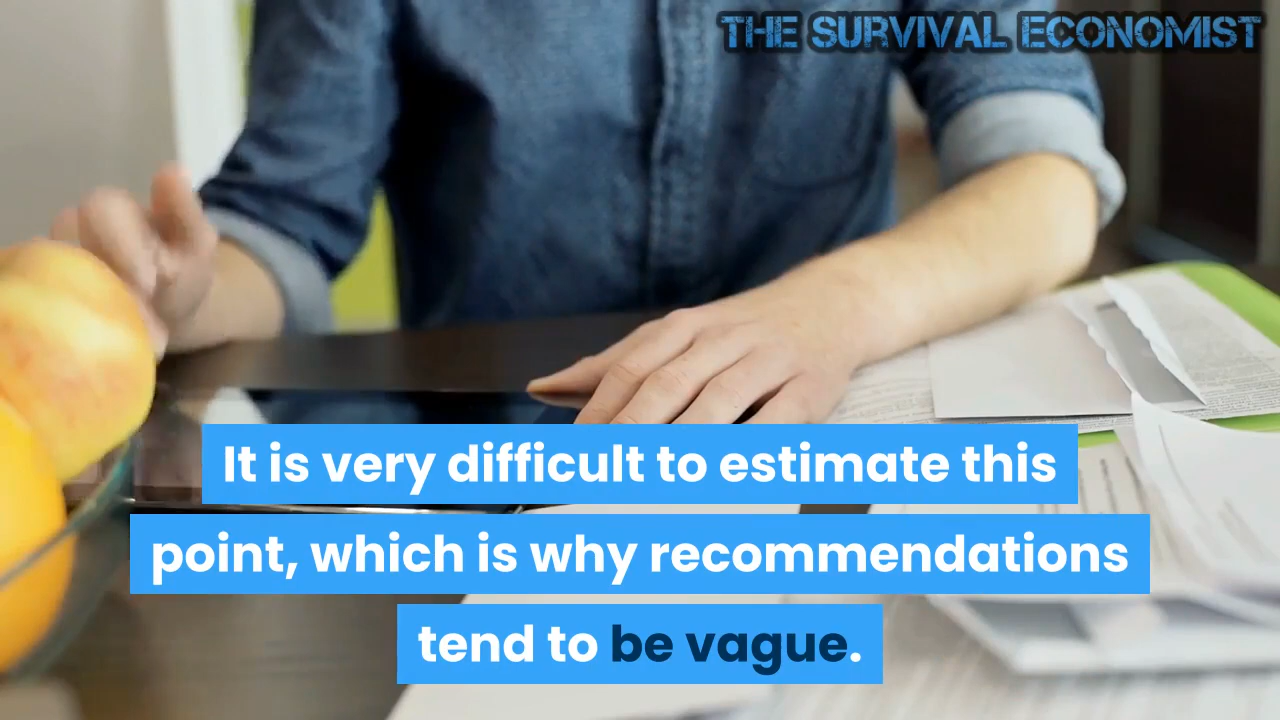 THE SURVIVAL ECONOMIST
It is very difficult to estimate this
point, which is why recommendations
tend to be vague.